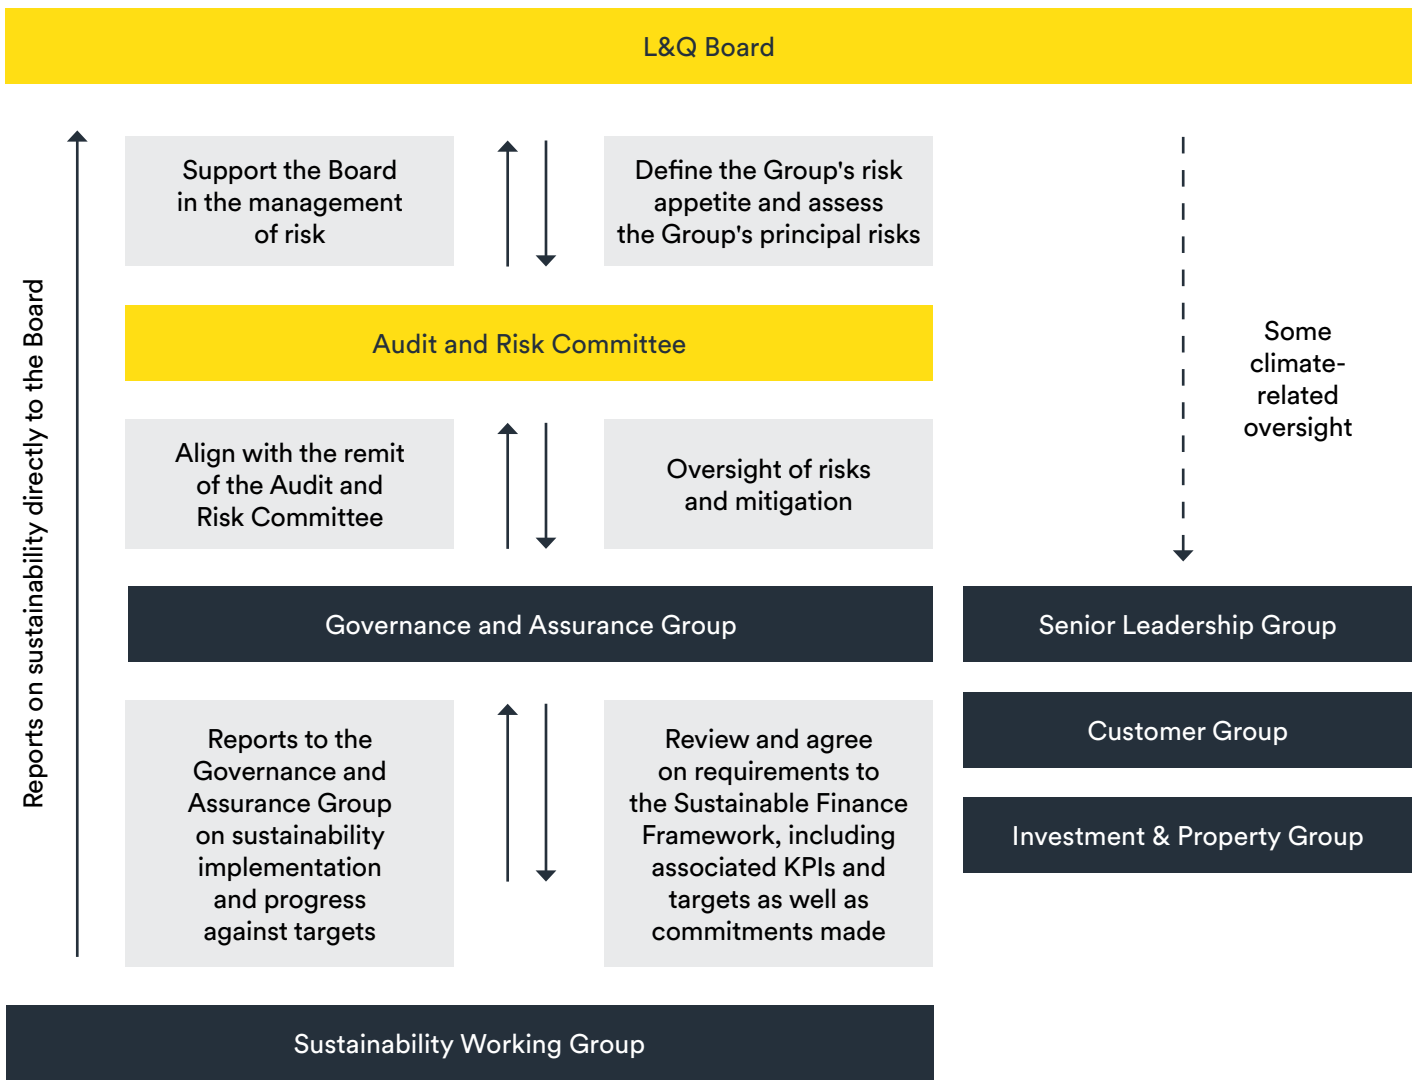 L&Q Board
Reports on sustainability directly to the Board
Support the Board
in the management
of risk
Define the Group's risk
appetite and assess
the Group's principal risks
Audit and Risk Committee
Some
climate-
related
oversight
Align with the remit
of the Audit and
Risk Committee
Oversight of risks
and mitigation
Governance and Assurance Group
Senior Leadership Group
Customer Group
Investment & Property Group
Reports to the
Governance and
Assurance Group
on sustainability
implementation
and progress
against targets
Review and agree
on requirements to
the Sustainable Finance
Framework, including
associated KPIs and
targets as well as
commitments made
Sustainability Working Group